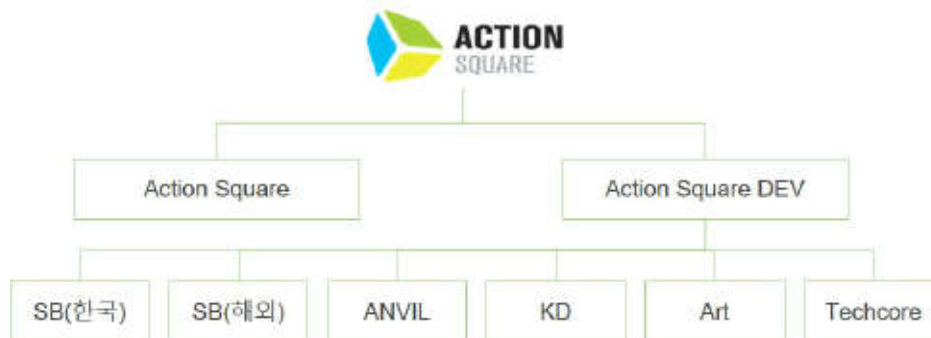 ACTION
SQUARE
Action Square
Action Square DEV
SB(한국)
SB(해외)
ANVIL
KD
Art
Techcore